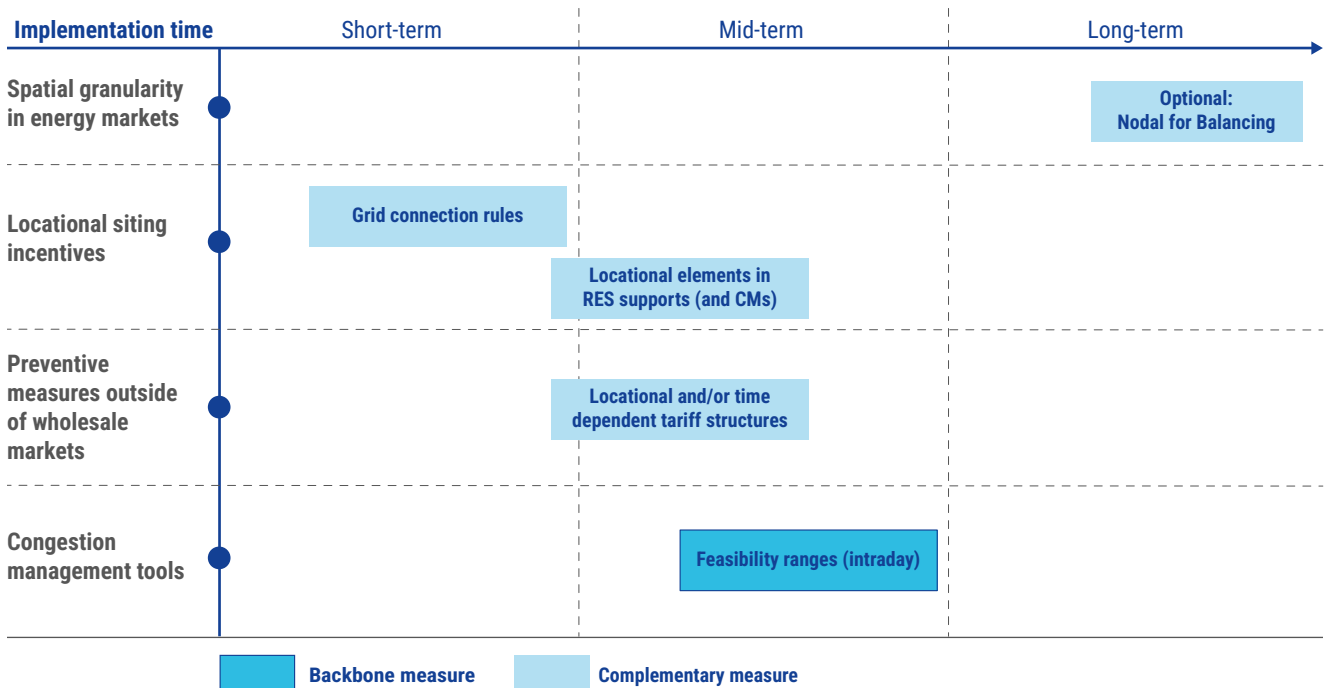 Implementation time
Short-term
Mid-term
Long-term
Spatial granularity
in energy markets
Optional:
Nodal for Balancing
Locational siting
incentives
Grid connection rules
Locational elements in
RES supports (and CMs)
Preventive
measures outside
of wholesale
markets
Locational and/or time
dependent tariff structures
Congestion
management tools
Feasibility ranges (intraday)
Backbone measure
Complementary measure